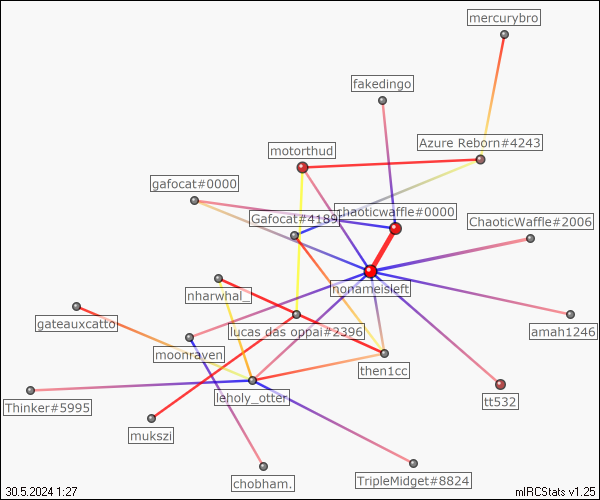 mercurybro
fakedingo
Azure Reborn#4243
motorthud
gafocat#0000
chaoticwaffle#0000
Gafocat#4189
ChaoticWaffle#2006
nonameisleft
nharwhal_
gateauxcatto
lucas das oppai#2396
amah1246
moonraven
then1cc
leholy_otter
tt532
Thinker#5995
mukszi
chobham.
TripleMidget#8824
30.5.2024 1:27
mIRCStats v1.25